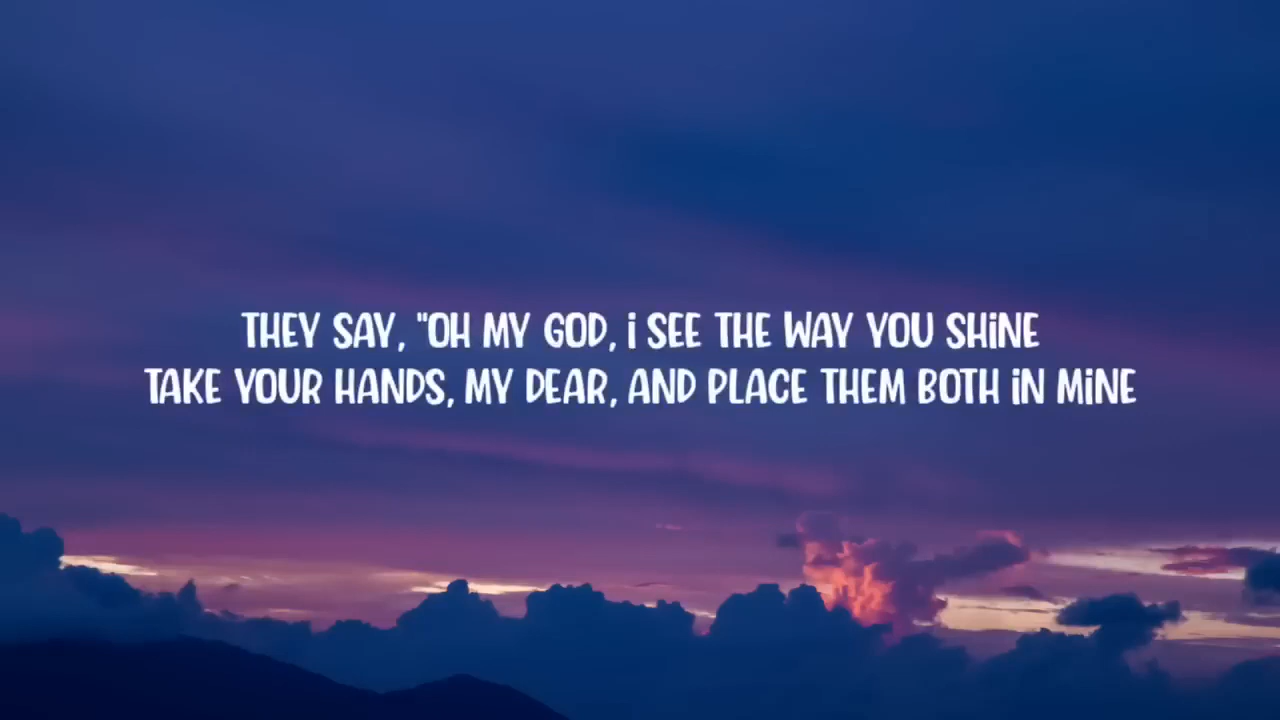 THEY SAY, "OH MY GOD, i SEE THE WAY YOU SHiNE
TAKE YOUR HANDS, MY DEAR, AND PLACE THEM BOTH iN MiNE